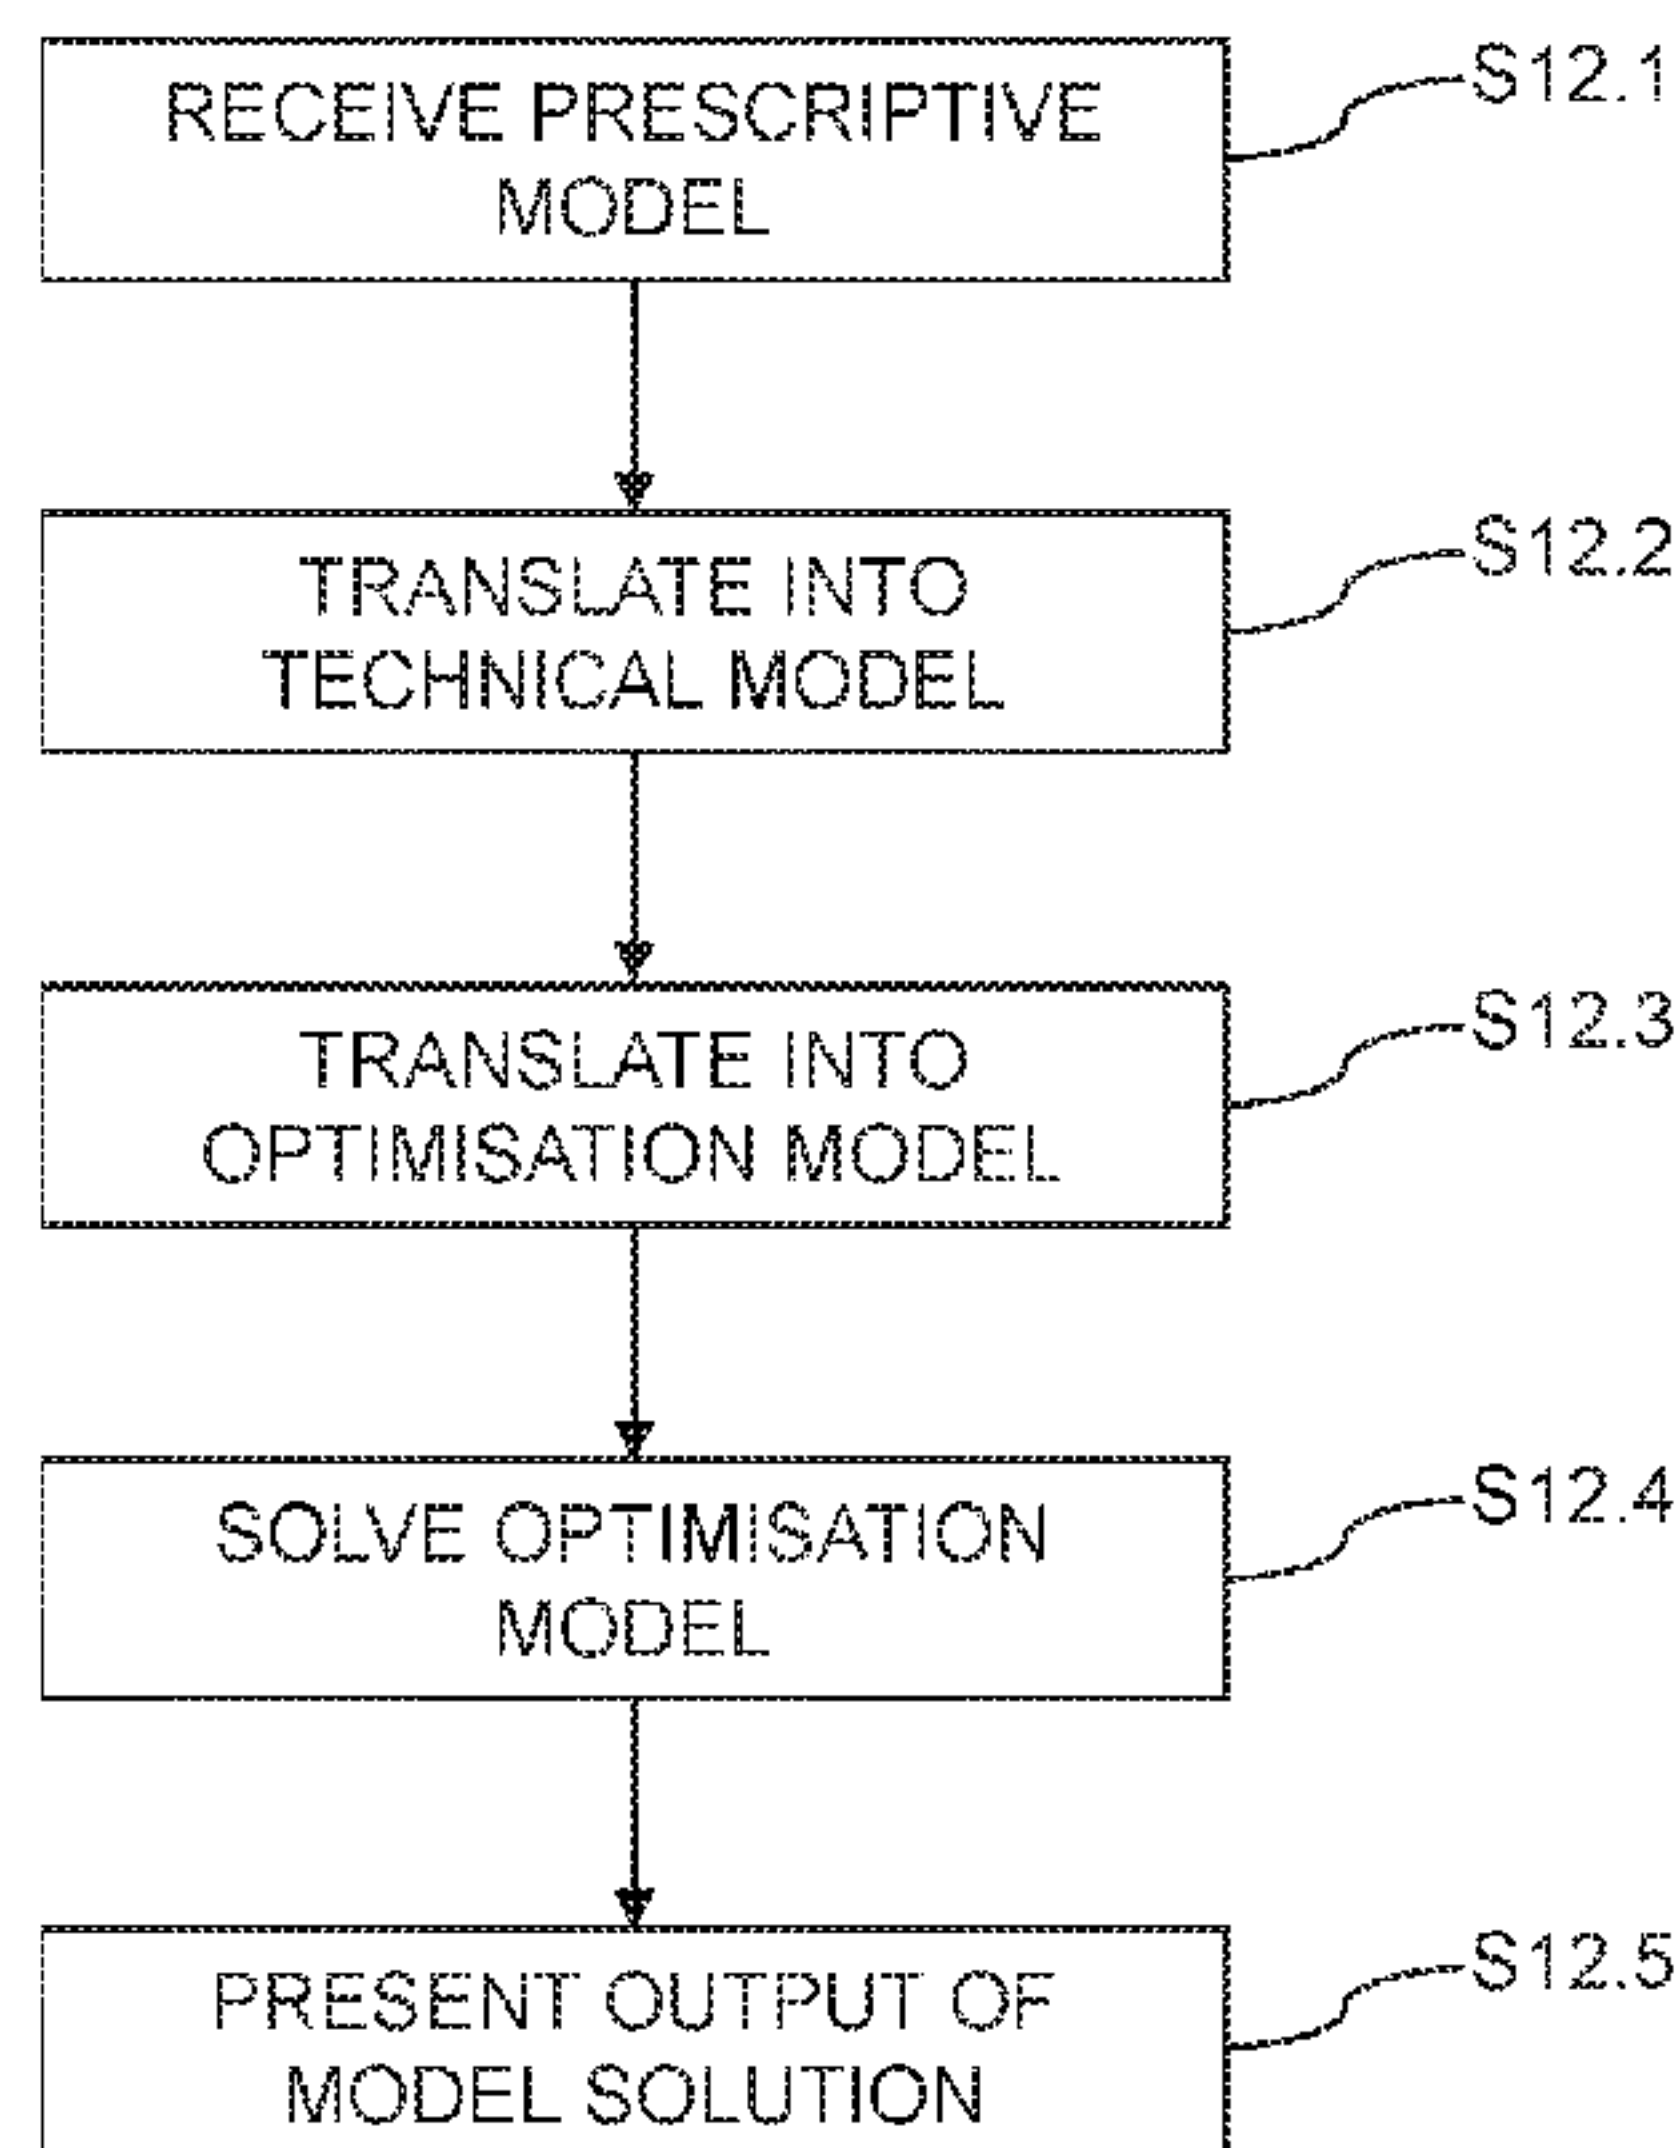 RECEIVE PRESCRIPTIVE
MODEL
S12.1
TRANSLATE INTO
TECHNICAL MODEL
S12.2
TRANSLATE INTO
OPTIMISATION MODEL
S12.3
SOLVE OPTIMISATION
MODEL
S12.4
PRESENT OUTPUT OF
MODEL SOLUTION
S12.5